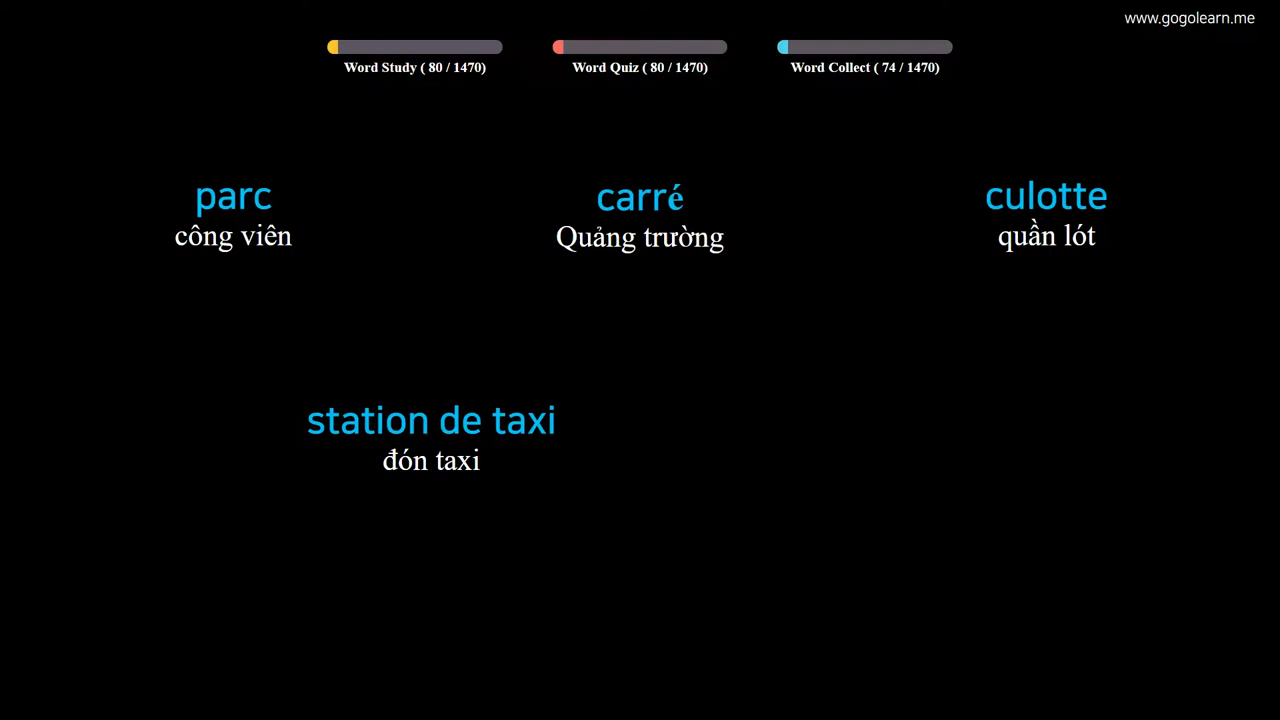 www.gogolearn.me
Word Study ( 80 / 1470)
Word Quiz ( 80 / 1470)
Word Collect ( 74 / 1470)
parc
công viên
carré
Quảng trường
culotte
quần lót
station de taxi
đón taxi